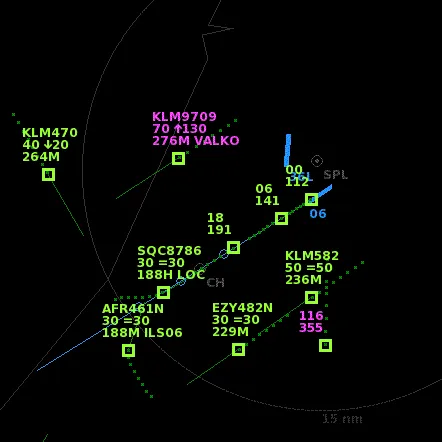 KLM9709
70 ↑130
276M VALKO
KLM470
40 ↓20
264M
00
112
36L
SPL
06
141
06
18
191
SQC8786
30 =30
188H LOC
CH
KLM582
50 =50
236M
AFR461N
30 =30
188M ILS06
EZY482N
30 =30
229M
116
355
15 nm